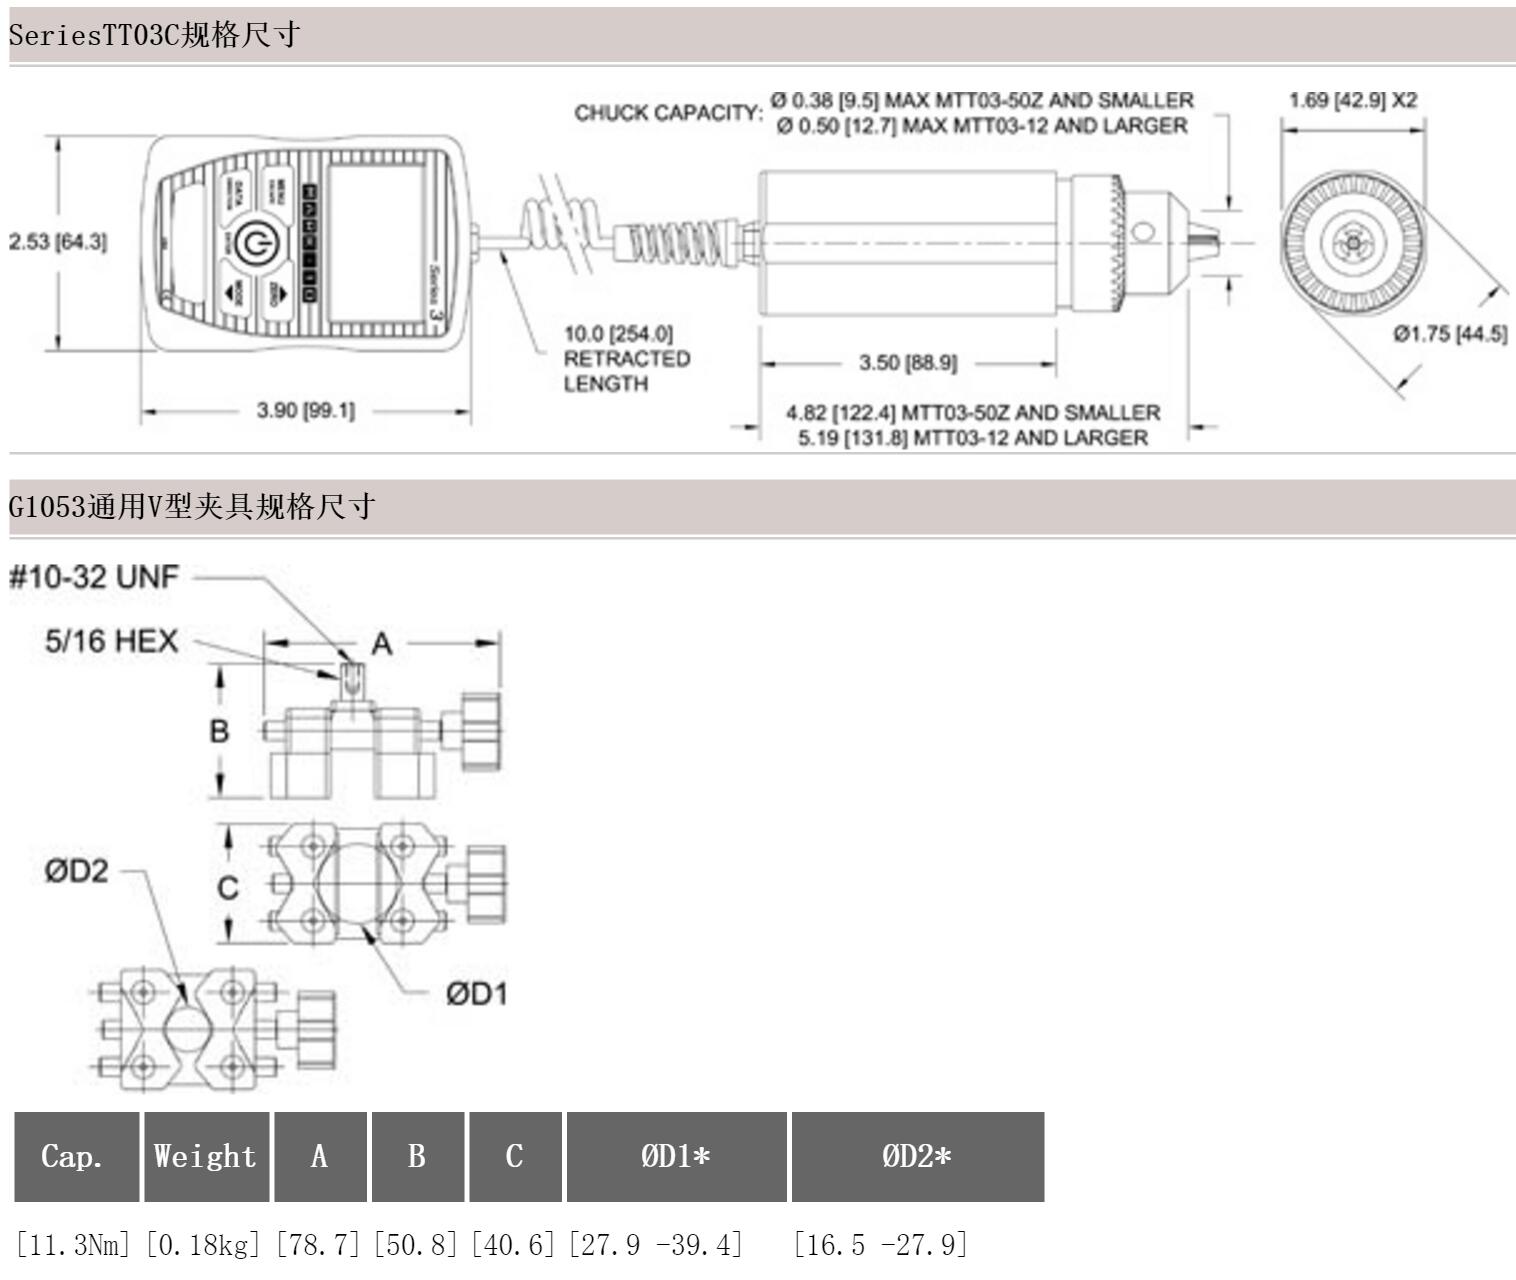 SeriesTT03C规格尺寸
CHUCK CAPACITY:
Ø 0.38 [9.5] MAX MTT03-50Z AND SMALLER
Ø 0.50 [12.7] MAX MTT03-12 AND LARGER
1.69 [42.9] X2
2.53 [64.3]
MENU
DATA
MODE
ZERO
MARK-10
Series 3
10.0 [254.0]
RETRACTED
LENGTH
3.50 [88.9]
Ø1.75 [44.5]
3.90 [99.1]
4.82 [122.4] MTT03-50Z AND SMALLER
5.19 [131.8] MTT03-12 AND LARGER
G1053通用V型夹具规格尺寸
#10-32 UNF
5/16 HEX
A
B
ØD2
C
ØD1
Cap. Weight A B C ØD1* ØD2*
[11.3Nm] [0.18kg] [78.7] [50.8] [40.6] [27.9 -39.4] [16.5 -27.9]